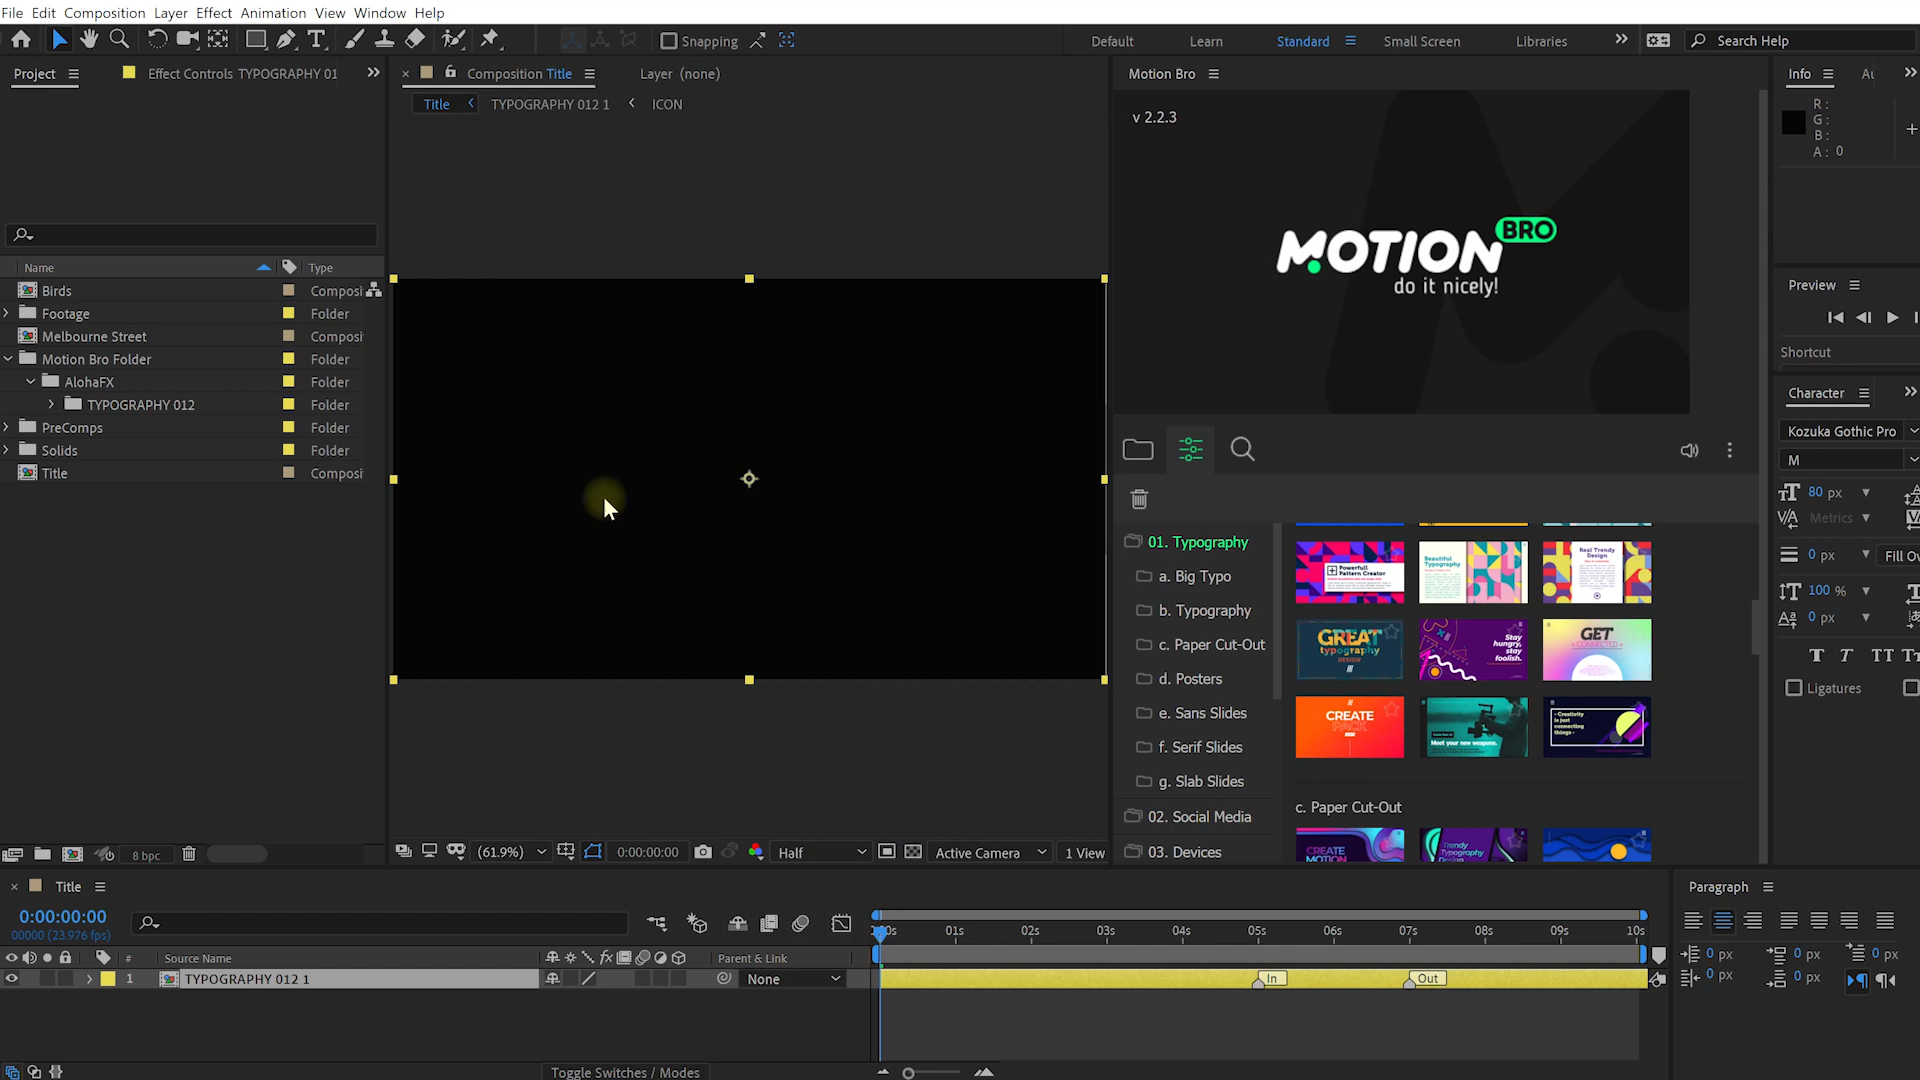 File Edit Composition Layer Effect Animation View Window Help
Snapping
Default Learn Standard Small Screen Libraries
Search Help
Project
Effect Controls TYPOGRAPHY 01
Composition Title
Layer (none)
Title TYPOGRAPHY 012 1 ICON
Motion Bro
Info
v 2.2.3
R :
G :
B :
A : 0
MOTION BRO
do it nicely!
Preview
Shortcut
Character
Kozuka Gothic Pro
M
80 px
Metrics
0 px
Fill Ov
100 %
0 px
T T TT
Ligatures
Name Type
Birds Composi
Footage Folder
Melbourne Street Composi
Motion Bro Folder Folder
AlohaFX Folder
TYPOGRAPHY 012 Folder
PreComps Folder
Solids Folder
Title Composi
8 bpc
(61.9%)
0:00:00:00
Half
Active Camera
1 View
01. Typography
a. Big Typo
b. Typography
c. Paper Cut-Out
d. Posters
e. Sans Slides
f. Serif Slides
g. Slab Slides
02. Social Media
03. Devices
Powerfull
Pattern Creator
Beautiful
Typography
Real Trendy
Design
GREAT
typography
DESIGN
Stay
hungry,
stay
foolish.
GET
CONNECTED
CREATE
PACK
Meet your new weapons.
- Creativity
is just
connecting
things -
c. Paper Cut-Out
CREATE
MOTION
Trendy
Typography
Design
Title
0:00:00:00
00000 (23.976 fps)
# Source Name
Parent & Link
1 TYPOGRAPHY 012 1
None
01s 02s 03s 04s 05s 06s 07s 08s 09s 10s
In
Out
Toggle Switches / Modes
Paragraph
0 px 0 px 0 px
0 px 0 px